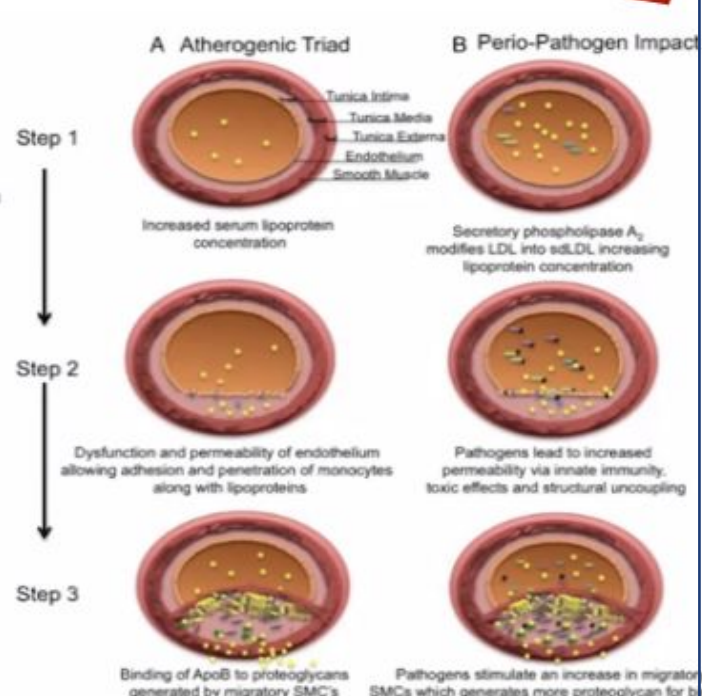 A Atherogenic Triad
B Perio-Pathogen Impact
Step 1
Tunica Intima
Tunica Media
Tunica Externa
Endothelium
Smooth Muscle
Increased serum lipoprotein
concentration
Secretory phospholipase A₂
modifies LDL into sdLDL increasing
lipoprotein concentration
Step 2
Dysfunction and permeability of endothelium
allowing adhesion and penetration of monocytes
along with lipoproteins
Pathogens lead to increased
permeability via innate immunity,
toxic effects and structural uncoupling
Step 3
Binding of ApoB to proteoglycans
generated by migratory SMC's
Pathogens stimulate an increase in migratory
SMCs which generates more proteogen for